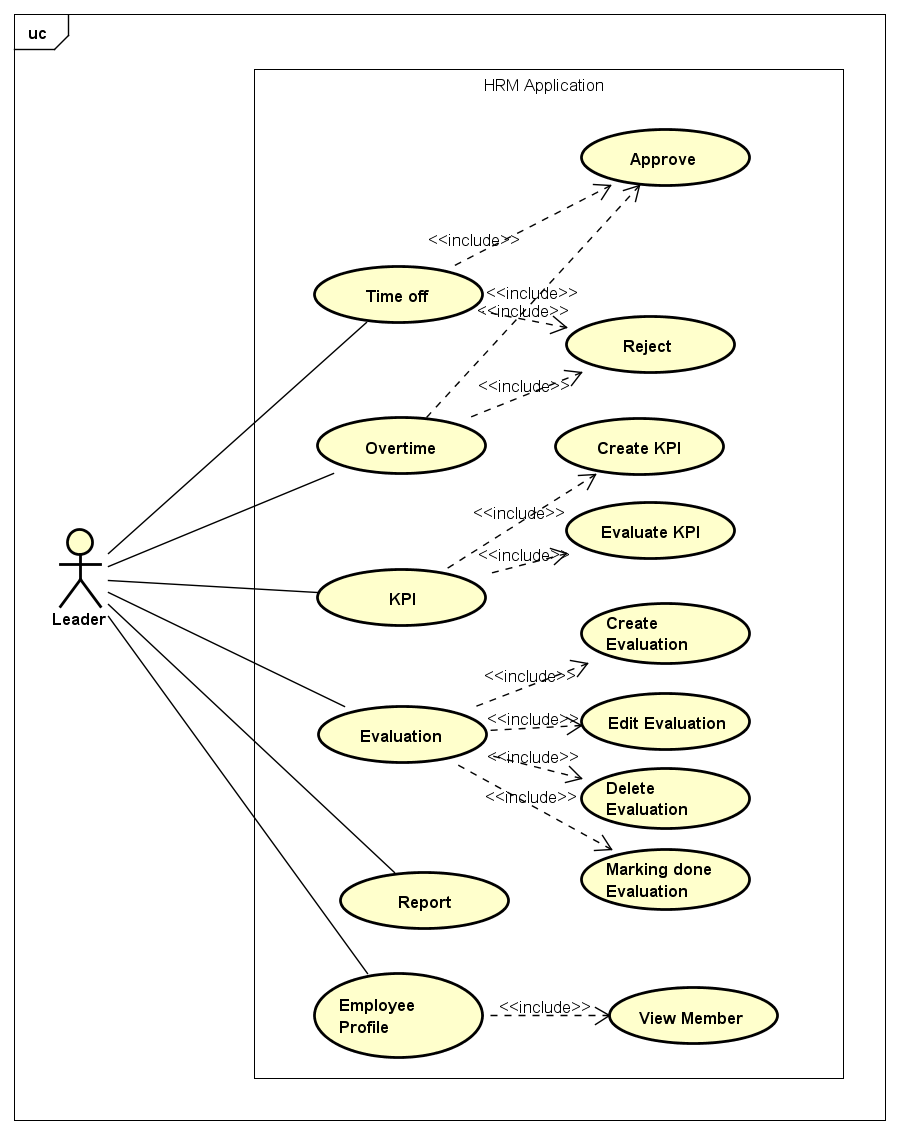 uc
HRM Application
Approve
<<include>>
Time off
<<include>>
<<include>>
Reject
<<include>>
Overtime
Create KPI
<<include>>
Evaluate KPI
<<include>>
KPI
Leader
Create
Evaluation
<<include>>
<<include>>
Edit Evaluation
Evaluation
<<include>>
Delete
Evaluation
<<include>>
Marking done
Evaluation
Report
Employee
Profile
<<include>>
View Member